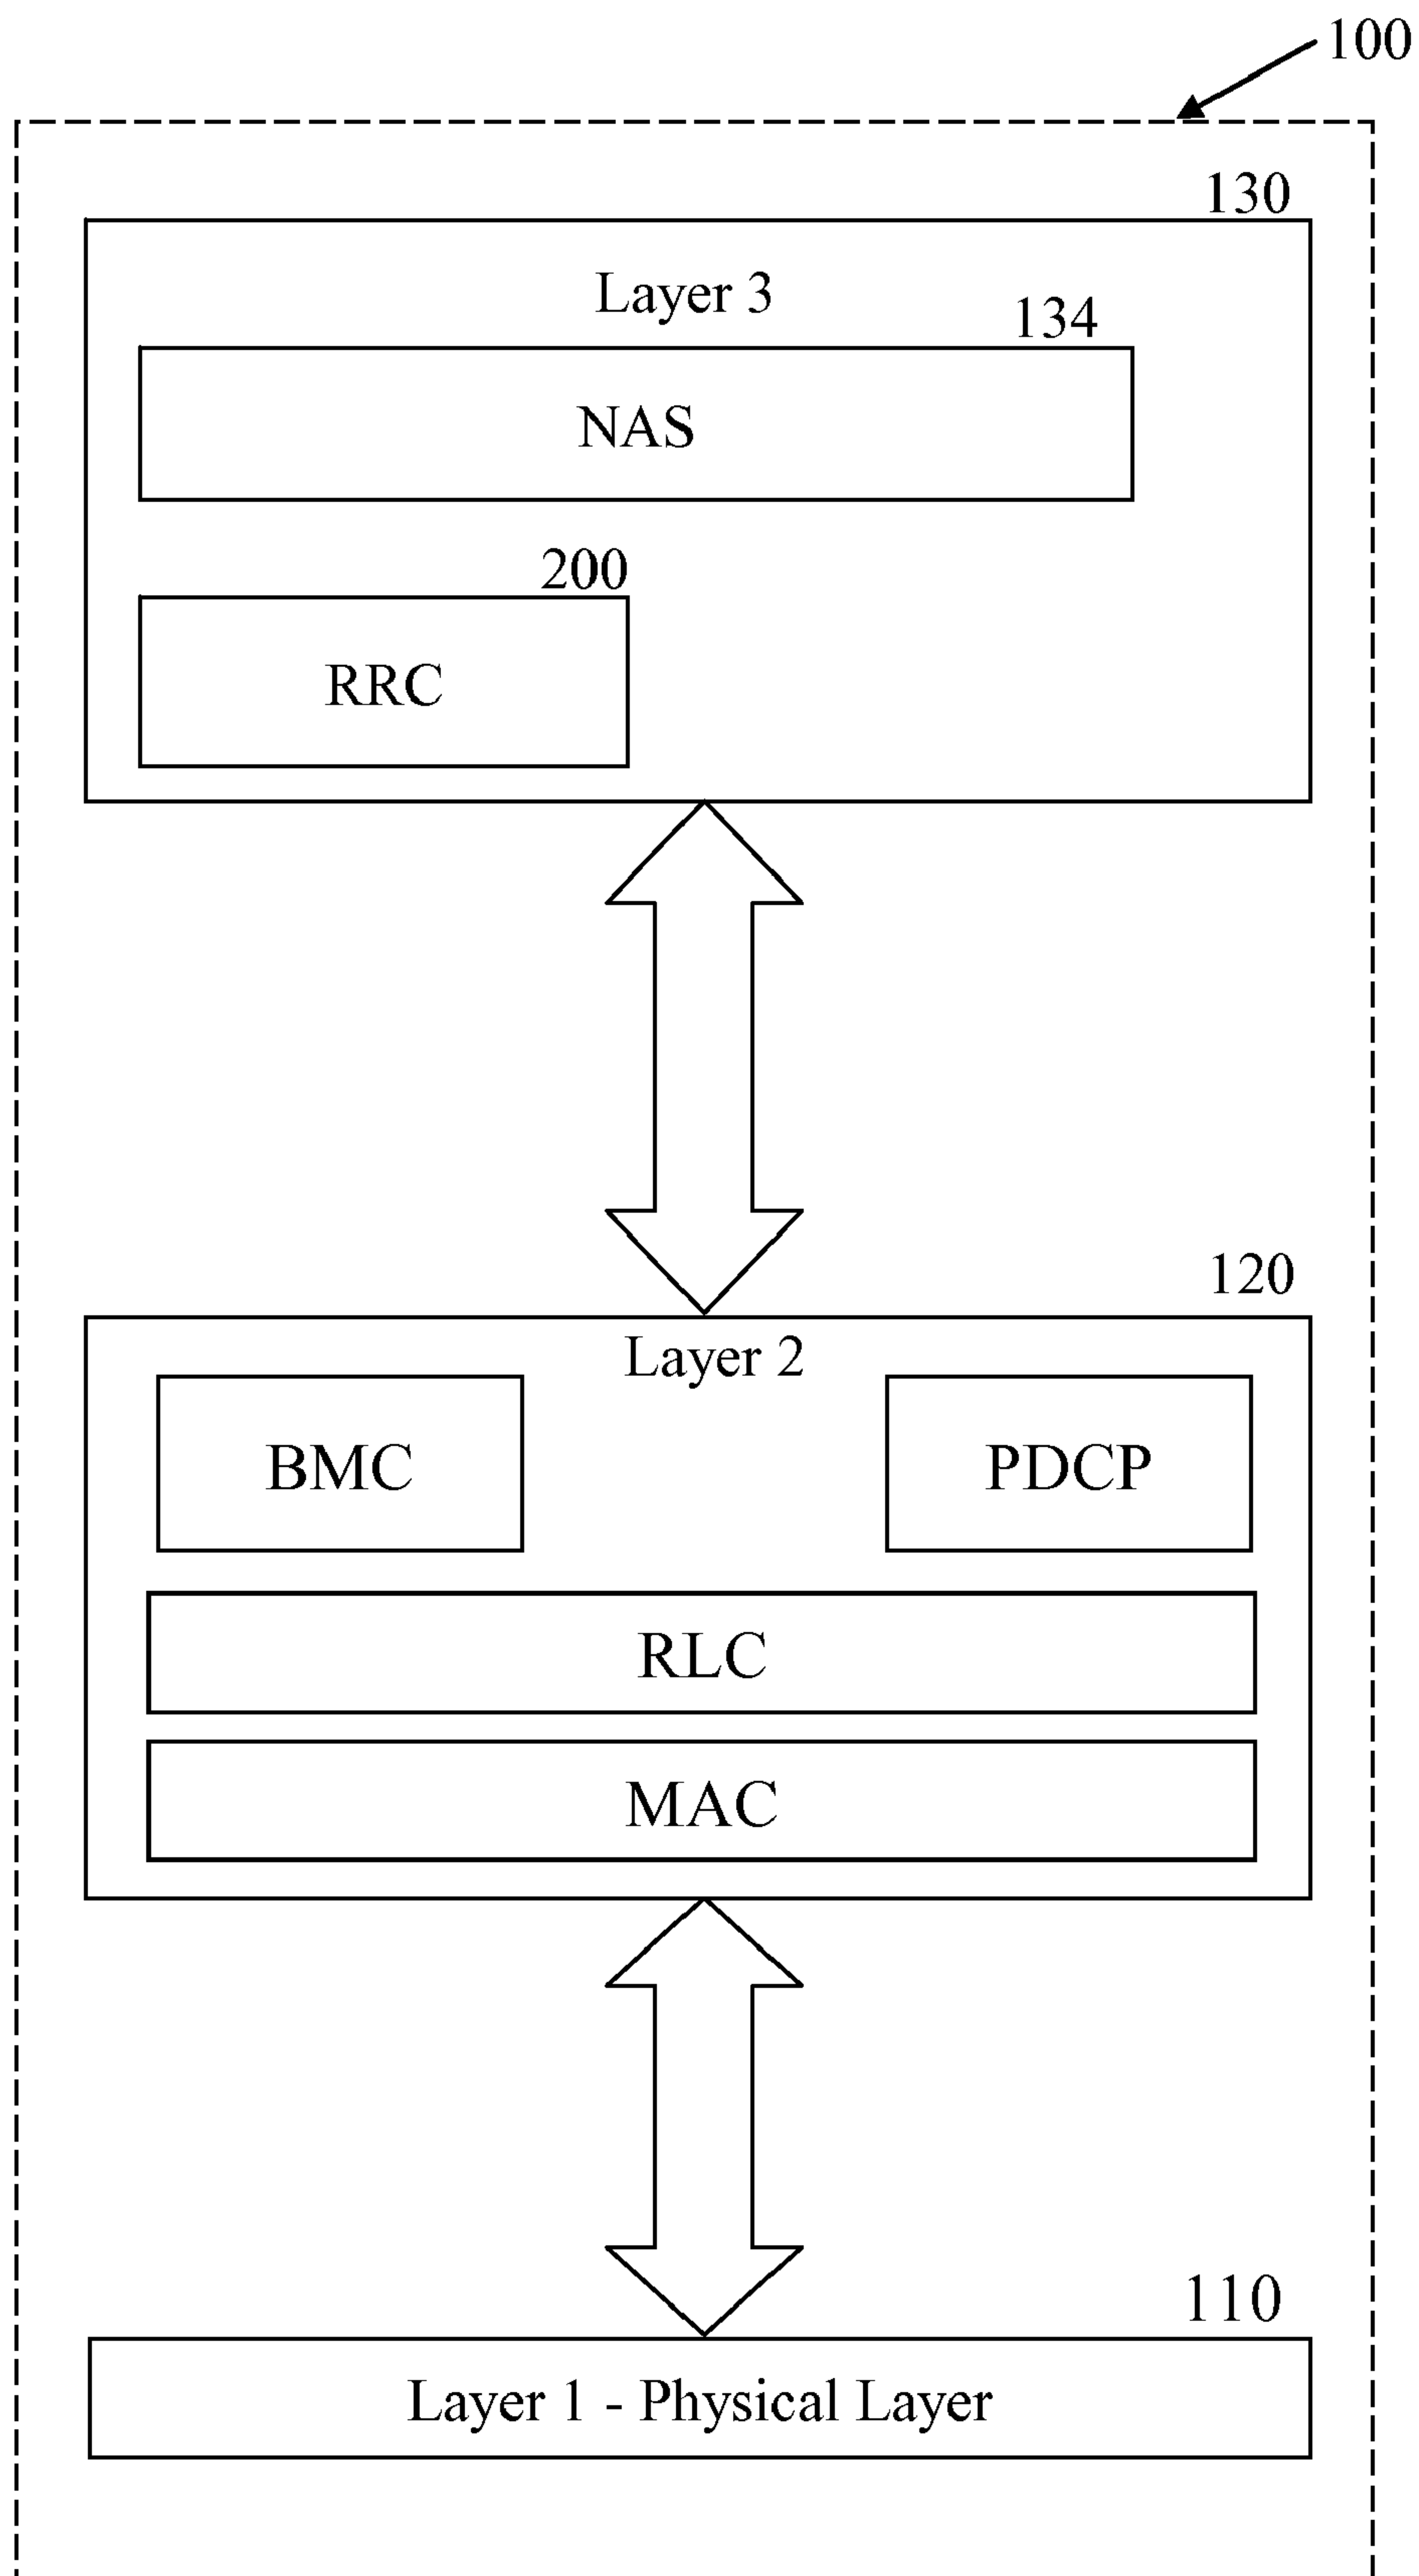 100
130
Layer 3
134
NAS
200
RRC
120
Layer 2
BMC
PDCP
RLC
MAC
110
Layer 1 - Physical Layer